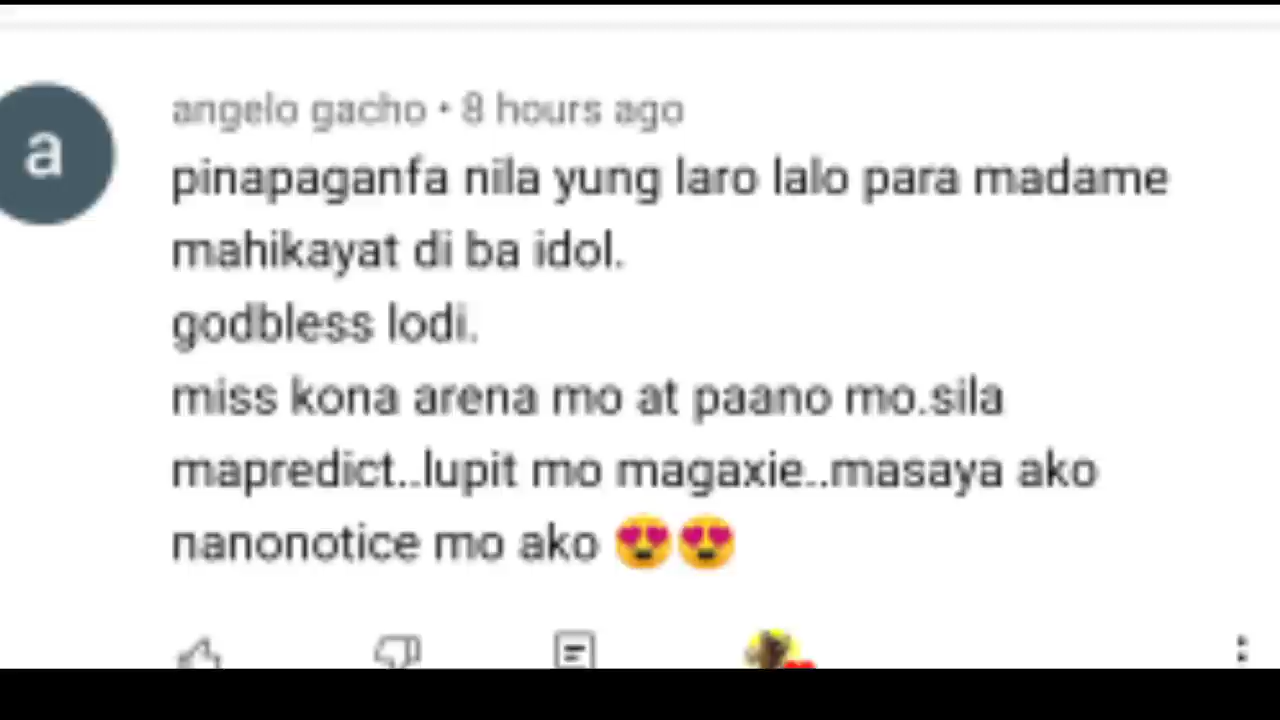 a
angelo gacho • 8 hours ago
pinapaganfa nila yung laro lalo para madame
mahikayat di ba idol.
godbless lodi.
miss kona arena mo at paano mo.sila
mapredict..lupit mo magaxie..masaya ako
nanonotice mo ako 😍😍